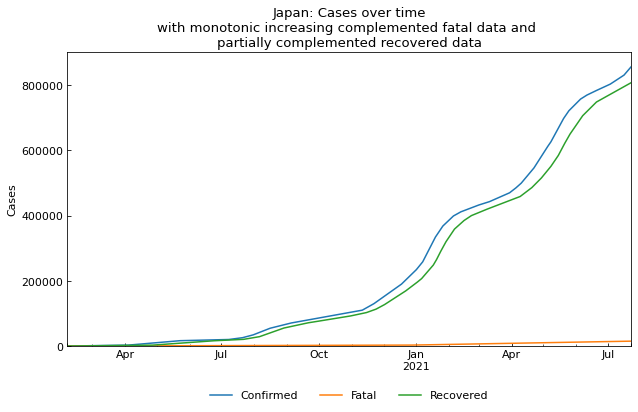 Japan: Cases over time
with monotonic increasing complemented fatal data and
partially complemented recovered data
Cases
800000
600000
400000
200000
0
Apr
Jul
Oct
Jan
2021
Apr
Jul
Confirmed
Fatal
Recovered